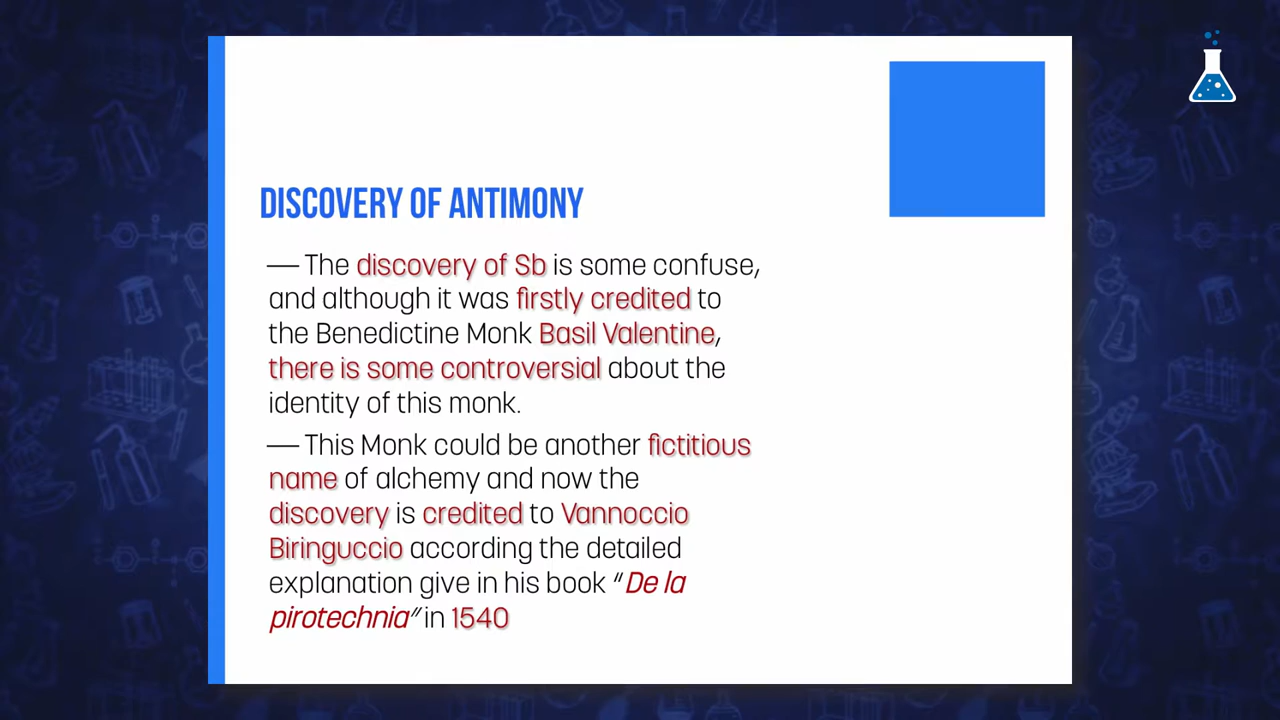 DISCOVERY OF ANTIMONY
— The discovery of Sb is some confuse,
and although it was firstly credited to
the Benedictine Monk Basil Valentine,
there is some controversial about the
identity of this monk.
— This Monk could be another fictitious
name of alchemy and now the
discovery is credited to Vannoccio
Biringuccio according the detailed
explanation give in his book "De la
pirotechnia" in 1540